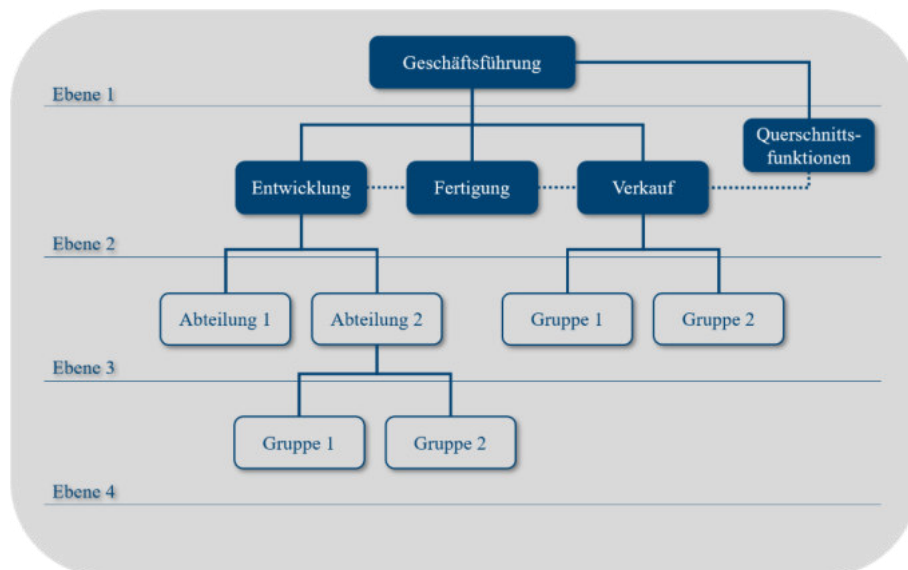 Geschäftsführung
Ebene 1
Querschnitts-
funktionen
Entwicklung
Fertigung
Verkauf
Ebene 2
Abteilung 1
Abteilung 2
Gruppe 1
Gruppe 2
Ebene 3
Gruppe 1
Gruppe 2
Ebene 4